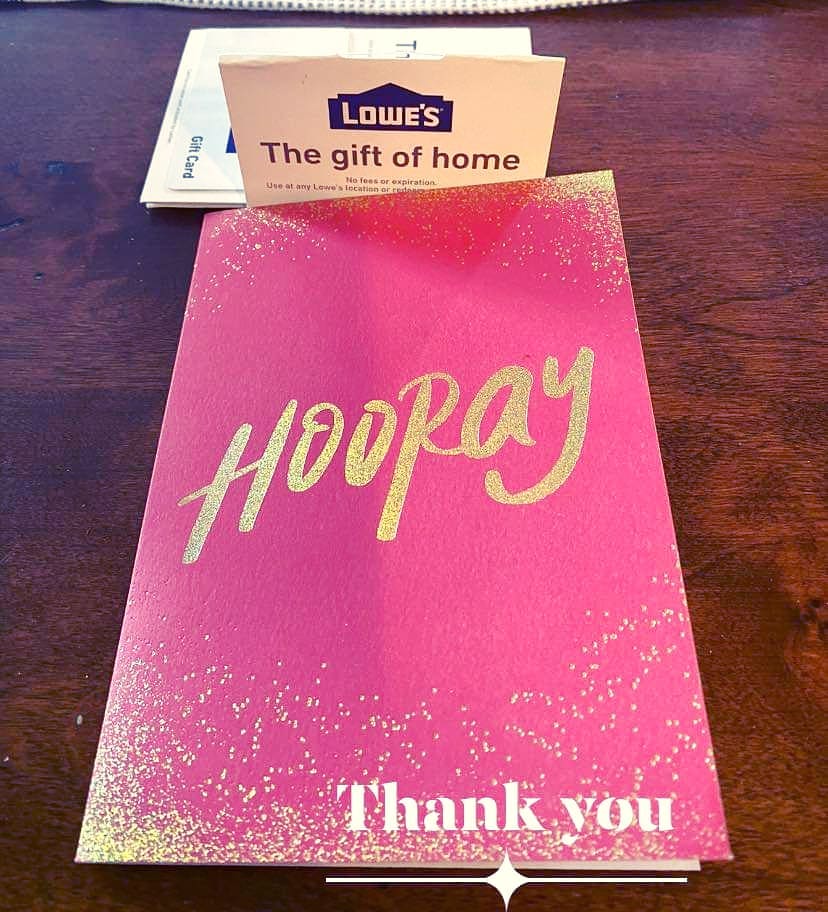 Th
LOWE'S
The gift of home
No fees or expiration.
Use at any Lowe's location or
Gift Card
HOORAY
Thank you